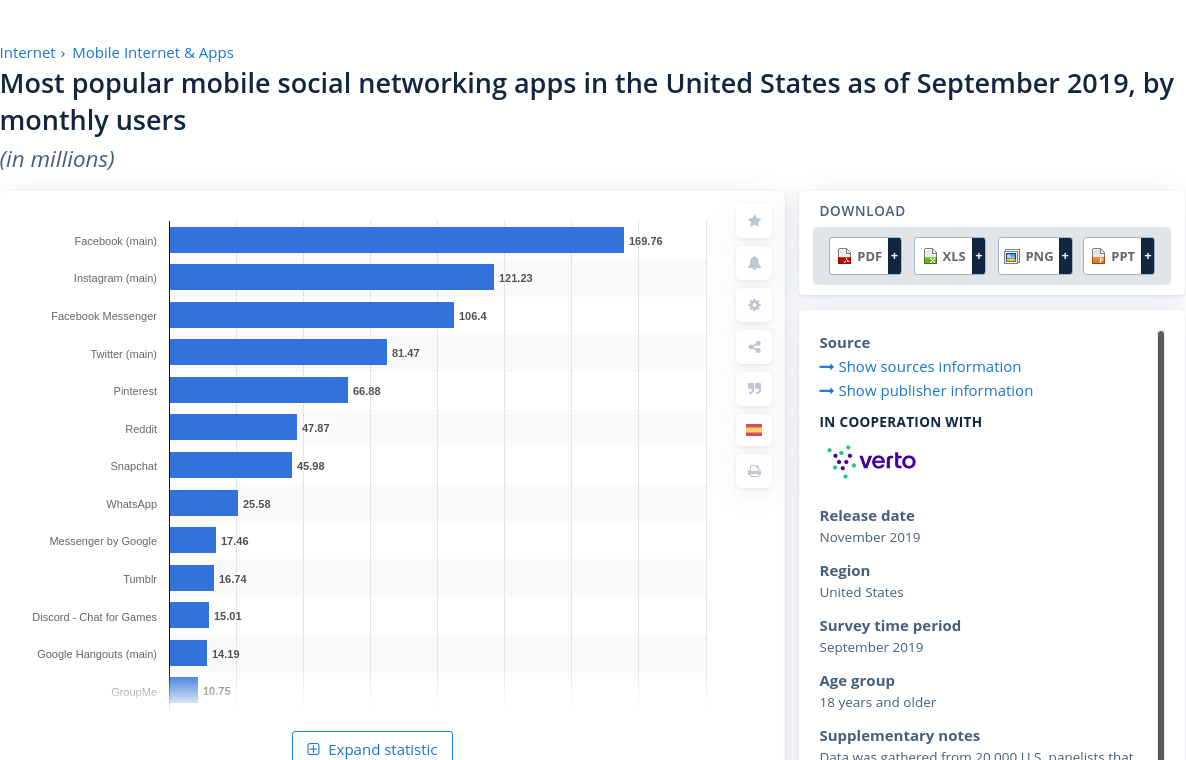 Internet › Mobile Internet & Apps
Most popular mobile social networking apps in the United States as of September 2019, by
monthly users
(in millions)
Facebook (main) 169.76
Instagram (main) 121.23
Facebook Messenger 106.4
Twitter (main) 81.47
Pinterest 66.88
Reddit 47.87
Snapchat 45.98
WhatsApp 25.58
Messenger by Google 17.46
Tumblr 16.74
Discord - Chat for Games 15.01
Google Hangouts (main) 14.19
GroupMe 10.75
Expand statistic
DOWNLOAD
PDF + XLS + PNG + PPT +
Source
Show sources information
Show publisher information
IN COOPERATION WITH
verto
Release date
November 2019
Region
United States
Survey time period
September 2019
Age group
18 years and older
Supplementary notes
Data was gathered from 20,000 U.S. panelists that